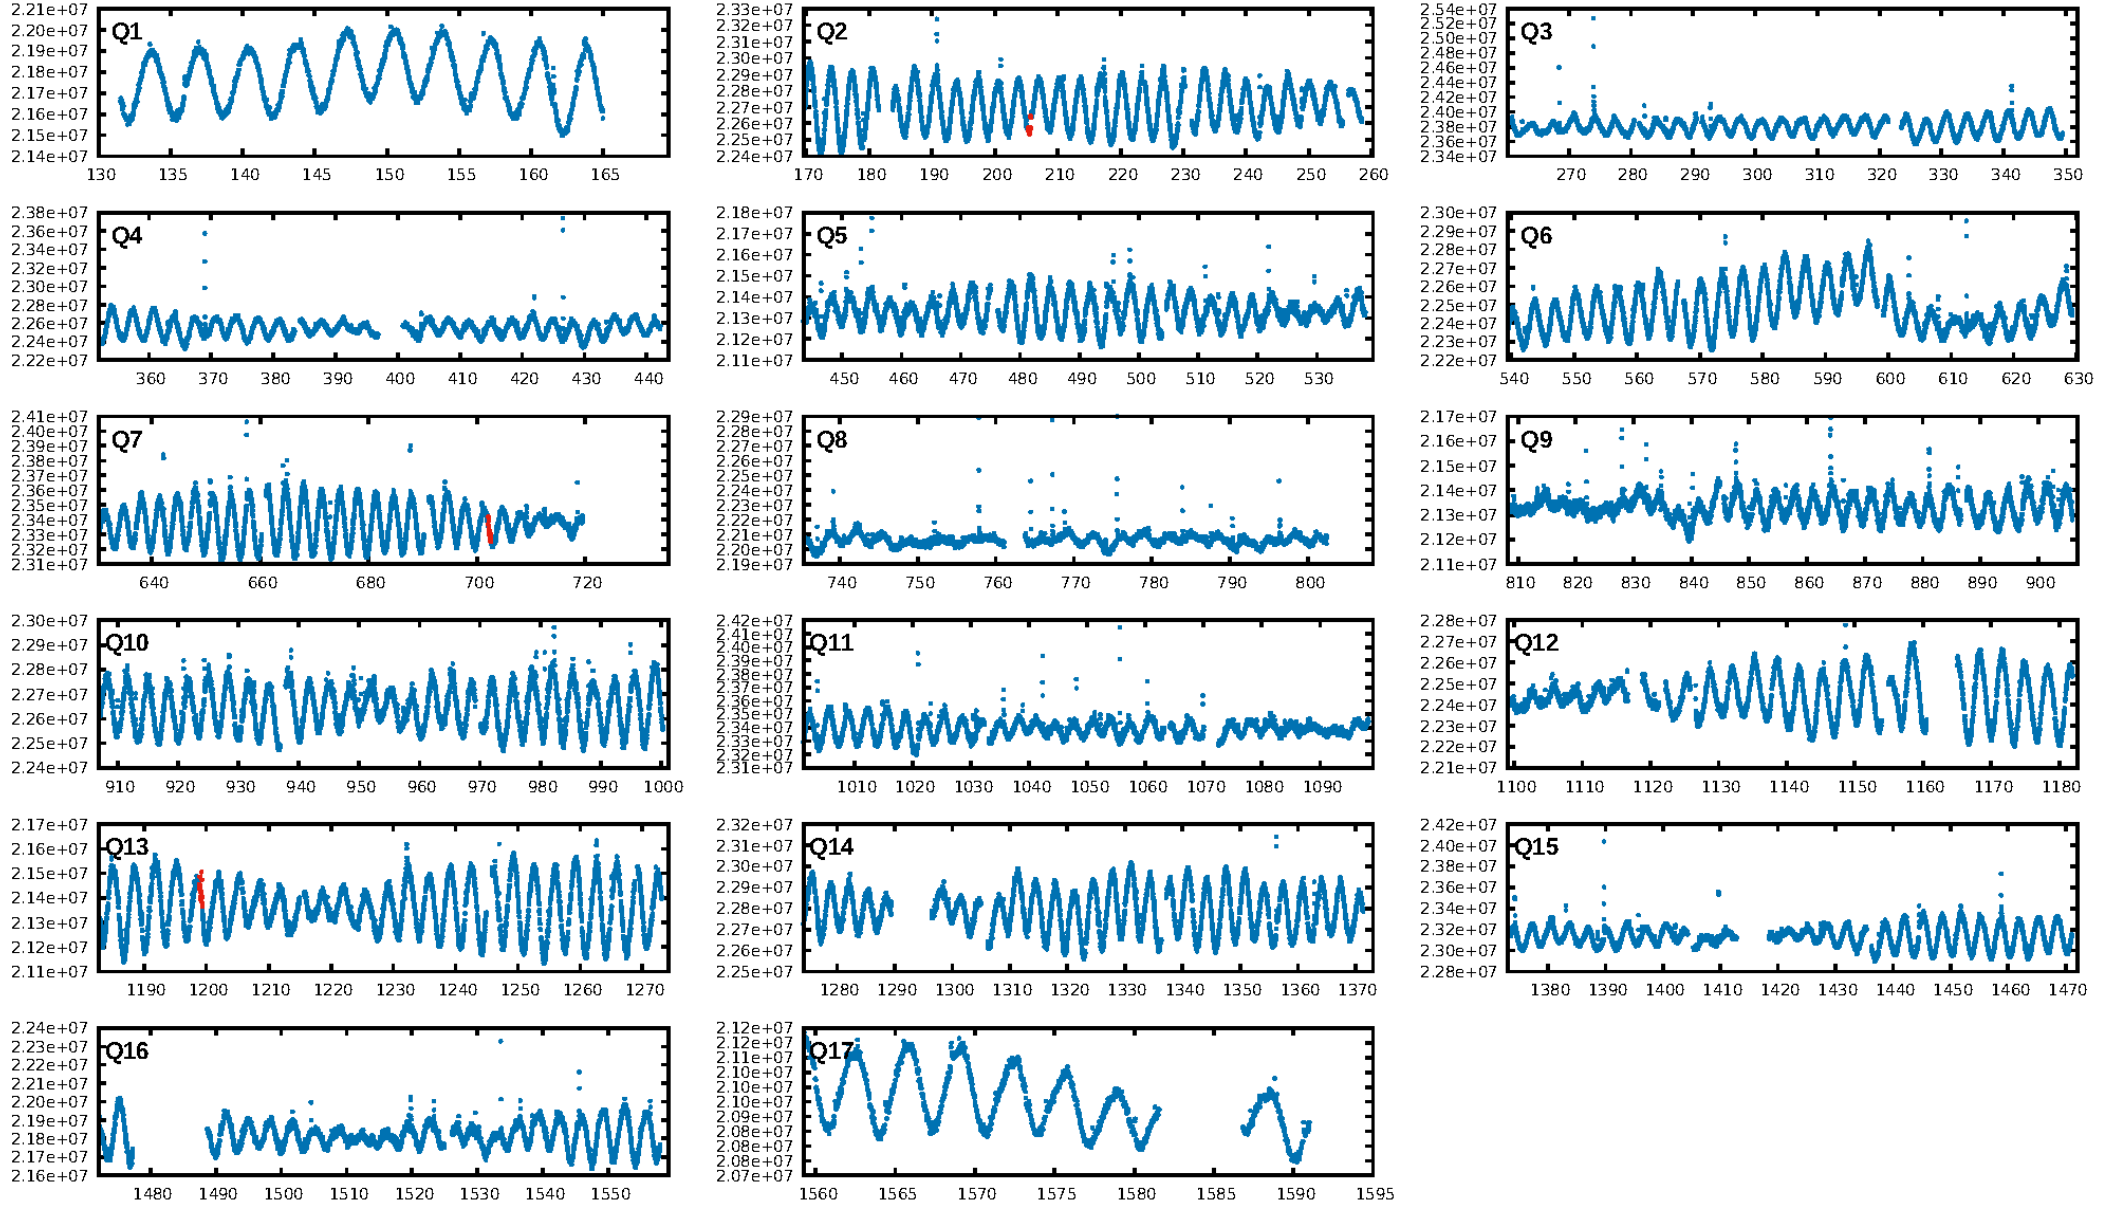 2.21e+07 2.20e+07 2.19e+07 2.18e+07 2.17e+07 2.16e+07 2.15e+07 2.14e+07
Q1
130 135 140 145 150 155 160 165
2.33e+07 2.32e+07 2.31e+07 2.30e+07 2.29e+07 2.28e+07 2.27e+07 2.26e+07 2.25e+07 2.24e+07
Q2
170 180 190 200 210 220 230 240 250 260
2.54e+07 2.52e+07 2.50e+07 2.48e+07 2.46e+07 2.44e+07 2.42e+07 2.40e+07 2.38e+07 2.36e+07 2.34e+07
Q3
270 280 290 300 310 320 330 340 350
2.38e+07 2.36e+07 2.34e+07 2.32e+07 2.30e+07 2.28e+07 2.26e+07 2.24e+07 2.22e+07
Q4
360 370 380 390 400 410 420 430 440
2.18e+07 2.17e+07 2.16e+07 2.15e+07 2.14e+07 2.13e+07 2.12e+07 2.11e+07
Q5
450 460 470 480 490 500 510 520 530
2.30e+07 2.29e+07 2.28e+07 2.27e+07 2.26e+07 2.25e+07 2.24e+07 2.23e+07 2.22e+07
Q6
540 550 560 570 580 590 600 610 620 630
2.41e+07 2.40e+07 2.39e+07 2.38e+07 2.37e+07 2.36e+07 2.35e+07 2.34e+07 2.33e+07 2.32e+07 2.31e+07
Q7
640 660 680 700 720
2.29e+07 2.28e+07 2.27e+07 2.26e+07 2.25e+07 2.24e+07 2.23e+07 2.22e+07 2.21e+07 2.20e+07 2.19e+07
Q8
740 750 760 770 780 790 800
2.17e+07 2.16e+07 2.15e+07 2.14e+07 2.13e+07 2.12e+07 2.11e+07
Q9
810 820 830 840 850 860 870 880 890 900
2.30e+07 2.29e+07 2.28e+07 2.27e+07 2.26e+07 2.25e+07 2.24e+07
Q10
910 920 930 940 950 960 970 980 990 1000
2.42e+07 2.41e+07 2.40e+07 2.39e+07 2.38e+07 2.37e+07 2.36e+07 2.35e+07 2.34e+07 2.33e+07 2.32e+07 2.31e+07
Q11
1010 1020 1030 1040 1050 1060 1070 1080 1090
2.28e+07 2.27e+07 2.26e+07 2.25e+07 2.24e+07 2.23e+07 2.22e+07 2.21e+07
Q12
1100 1110 1120 1130 1140 1150 1160 1170 1180
2.17e+07 2.16e+07 2.15e+07 2.14e+07 2.13e+07 2.12e+07 2.11e+07
Q13
1190 1200 1210 1220 1230 1240 1250 1260 1270
2.32e+07 2.31e+07 2.30e+07 2.29e+07 2.28e+07 2.27e+07 2.26e+07 2.25e+07
Q14
1280 1290 1300 1310 1320 1330 1340 1350 1360 1370
2.42e+07 2.40e+07 2.38e+07 2.36e+07 2.34e+07 2.32e+07 2.30e+07 2.28e+07
Q15
1380 1390 1400 1410 1420 1430 1440 1450 1460 1470
2.24e+07 2.23e+07 2.22e+07 2.21e+07 2.20e+07 2.19e+07 2.18e+07 2.17e+07 2.16e+07
Q16
1480 1490 1500 1510 1520 1530 1540 1550
2.12e+07 2.12e+07 2.11e+07 2.11e+07 2.10e+07 2.10e+07 2.09e+07 2.09e+07 2.08e+07 2.08e+07 2.07e+07
Q17
1560 1565 1570 1575 1580 1585 1590 1595